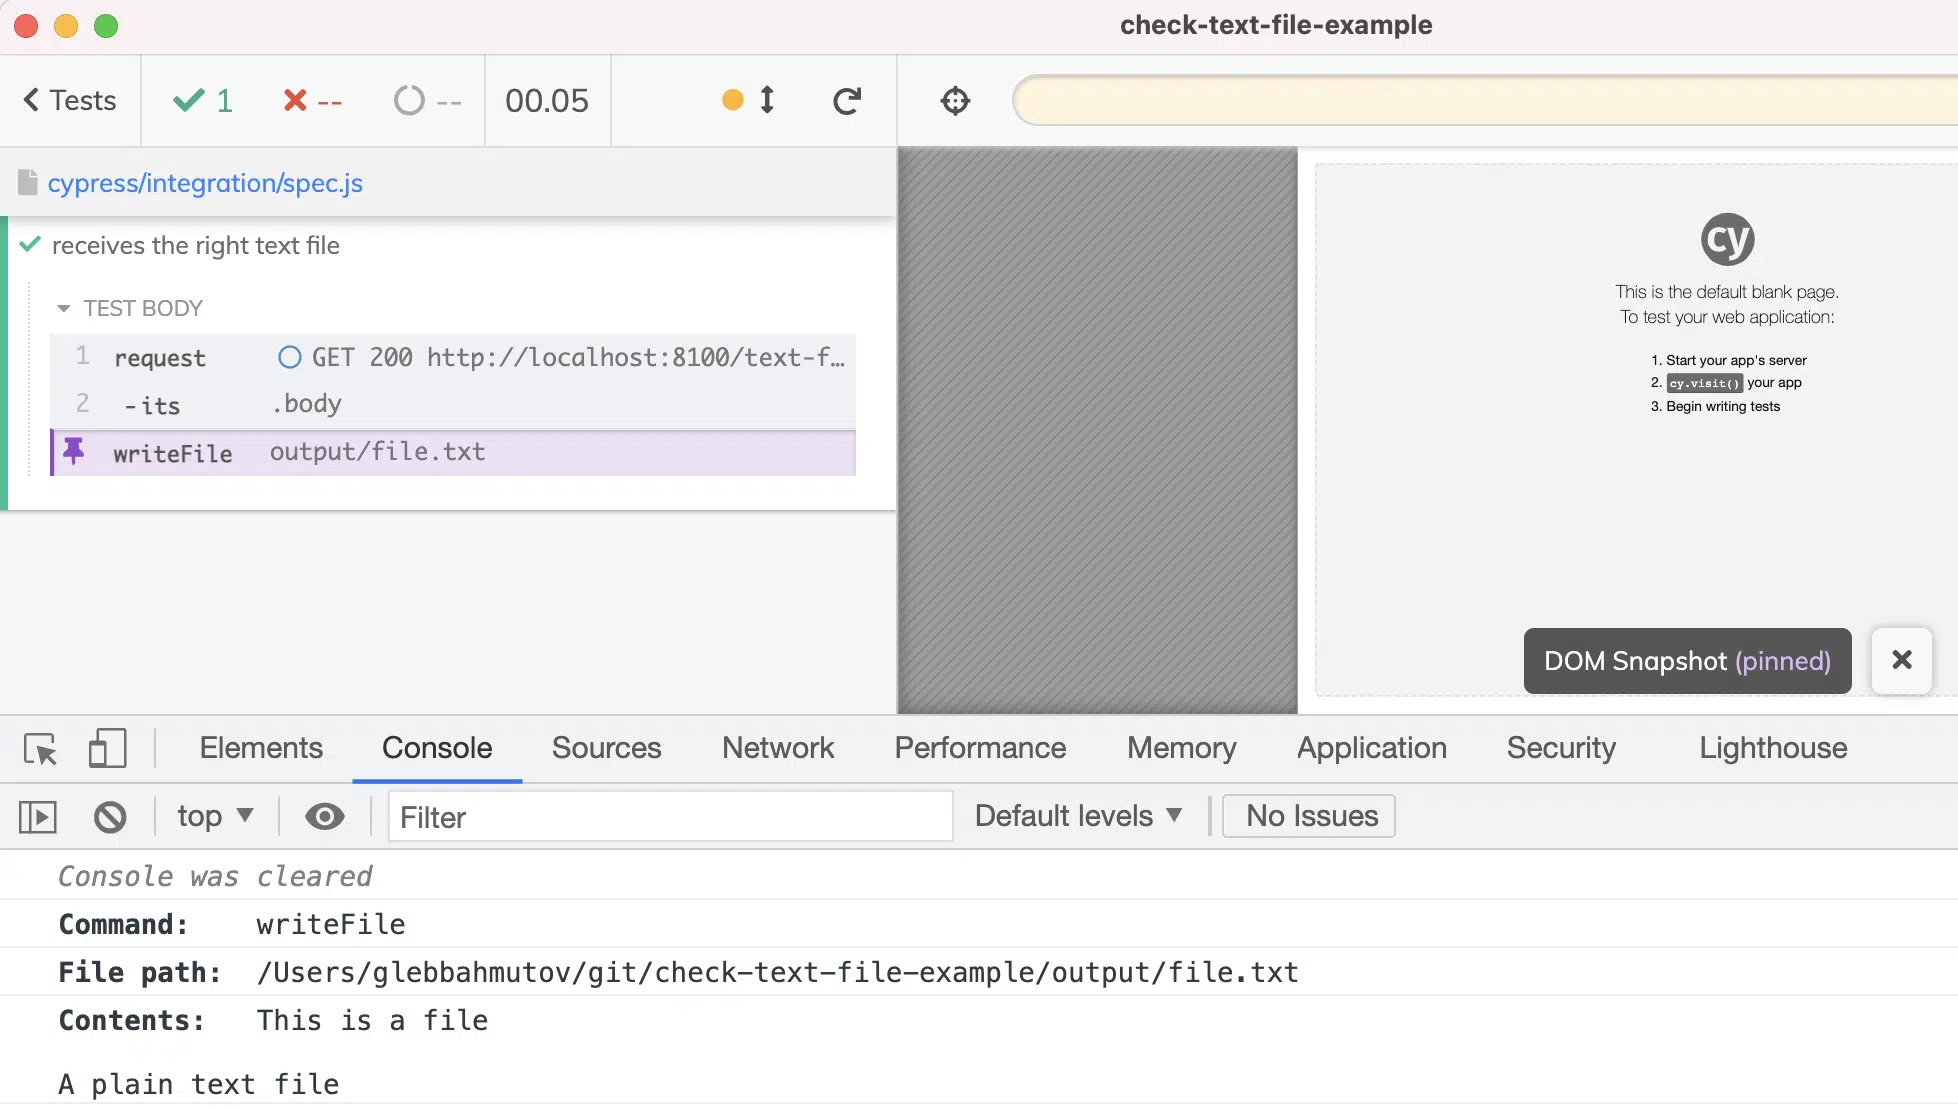 check-text-file-example
Tests 1 -- -- 00.05
cypress/integration/spec.js
receives the right text file
TEST BODY
1 request GET 200 http://localhost:8100/text-f…
2 -its .body
writeFile output/file.txt
cy
This is the default blank page.
To test your web application:
1. Start your app's server
2. cy.visit() your app
3. Begin writing tests
DOM Snapshot (pinned)
Elements Console Sources Network Performance Memory Application Security Lighthouse
top Filter Default levels No Issues
Console was cleared
Command: writeFile
File path: /Users/glebbahmutov/git/check-text-file-example/output/file.txt
Contents: This is a file
A plain text file